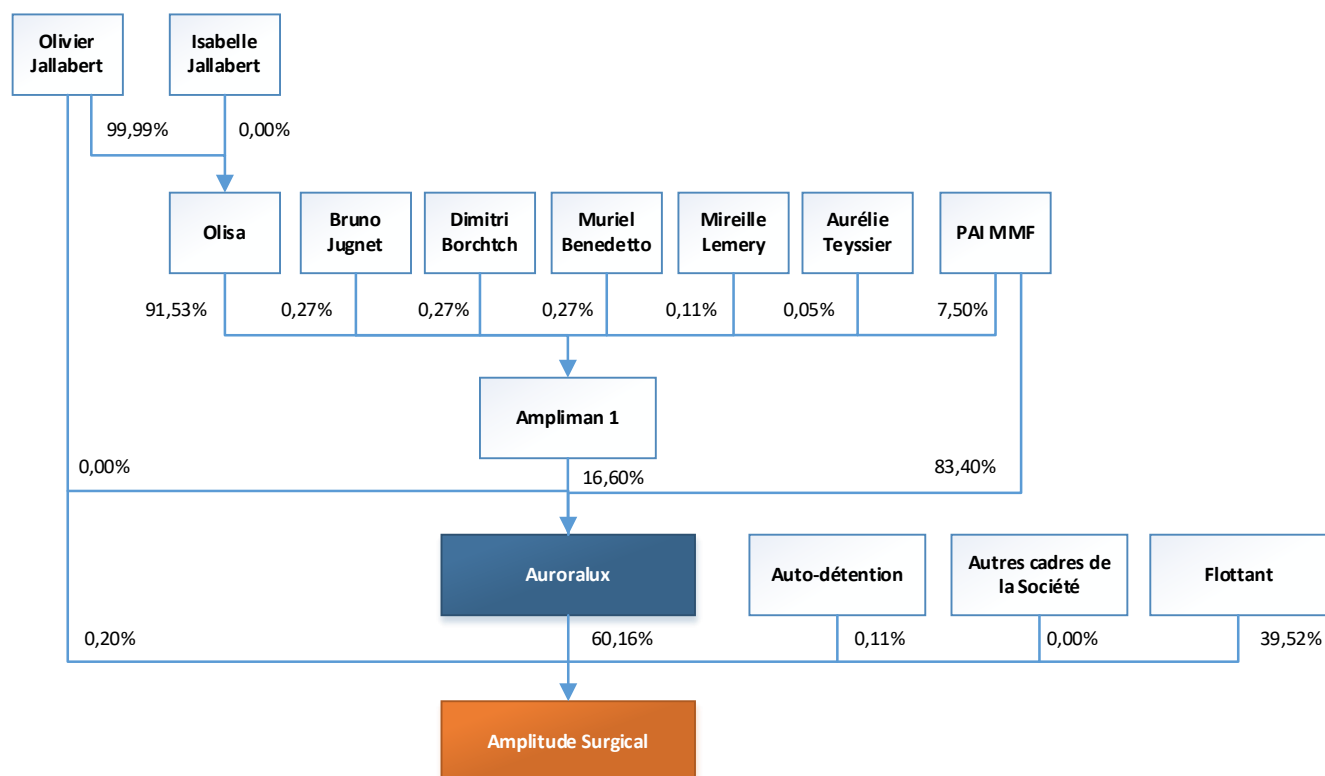 Olivier
Jallabert
Isabelle
Jallabert
99,99%
0,00%
Olisa
Bruno
Jugnet
Dimitri
Borchtch
Muriel
Benedetto
Mireille
Lemery
Aurélie
Teyssier
PAI MMF
91,53%
0,27%
0,27%
0,27%
0,11%
0,05%
7,50%
Ampliman 1
0,00%
16,60%
83,40%
Auroralux
Auto-détention
Autres cadres de
la Société
Flottant
0,20%
60,16%
0,11%
0,00%
39,52%
Amplitude Surgical